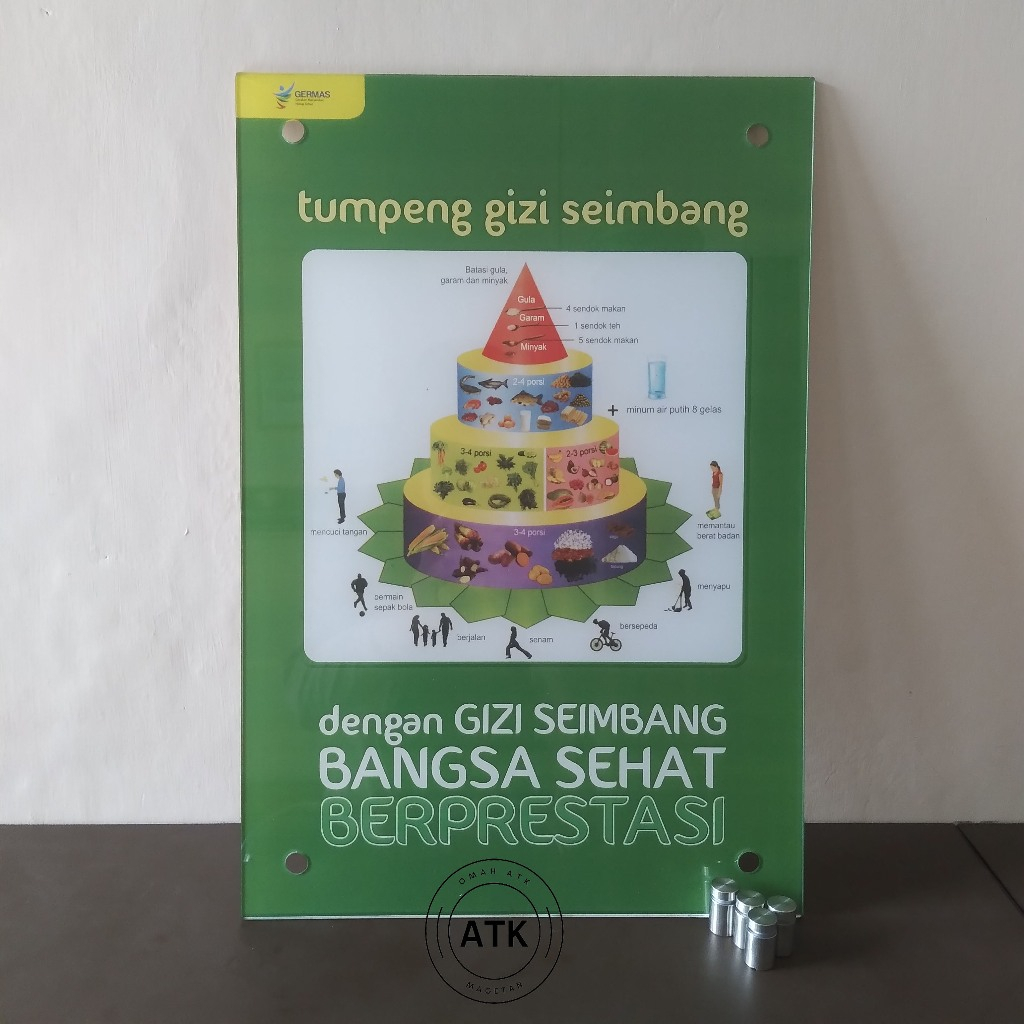 GERMAS
tumpeng gizi seimbang
Batasi gula,
garam dan minyak
Gula
4 sendok makan
Garam
1 sendok teh
Minyak
5 sendok makan
2-4 porsi
+ minum air putih 8 gelas
3-4 porsi
2-3 porsi
3-4 porsi
mencuci tangan
memantau
berat badan
bermain
sepak bola
menyapu
berjalan
senam
bersepeda
dengan GIZI SEIMBANG
BANGSA SEHAT
BERPRESTASI
OMAH ATK
ATK
MAGETAN